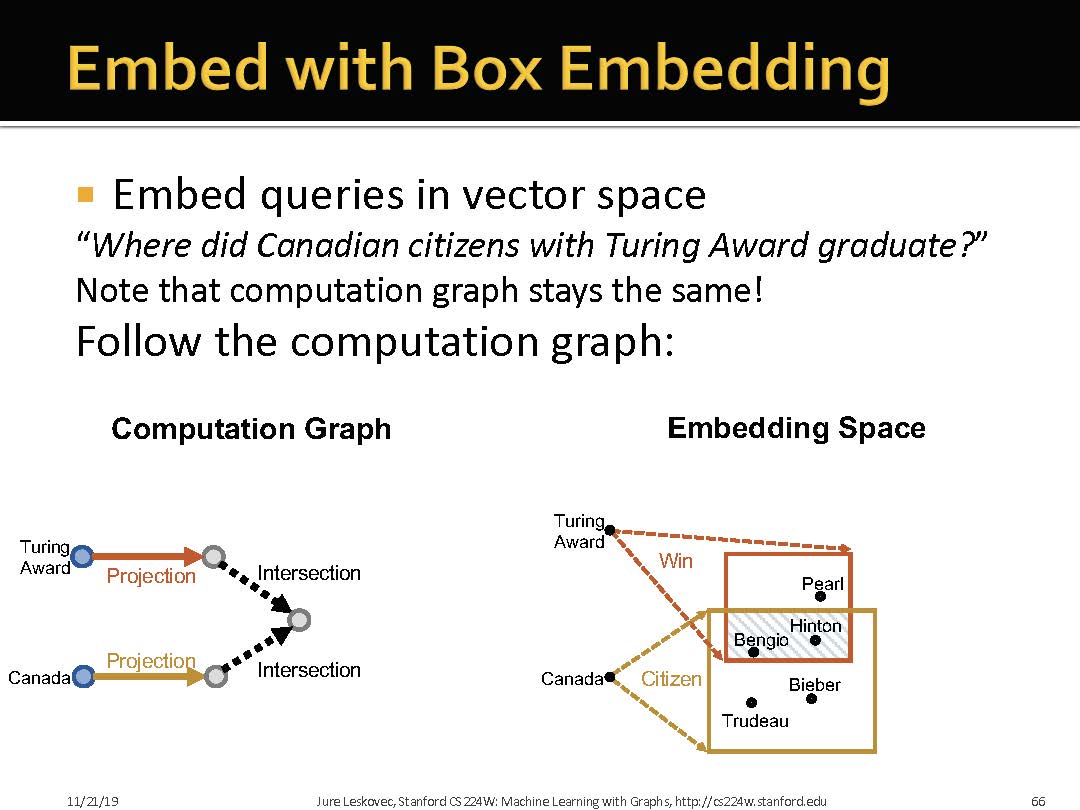 Embed with Box Embedding
Embed queries in vector space
“Where did Canadian citizens with Turing Award graduate?”
Note that computation graph stays the same!
Follow the computation graph:
Computation Graph
Embedding Space
Turing
Award
Projection
Intersection
Canada
Projection
Intersection
Turing
Award
Win
Pearl
Hinton
Bengio
Canada
Citizen
Bieber
Trudeau
11/21/19
Jure Leskovec, Stanford CS224W: Machine Learning with Graphs, http://cs224w.stanford.edu
66